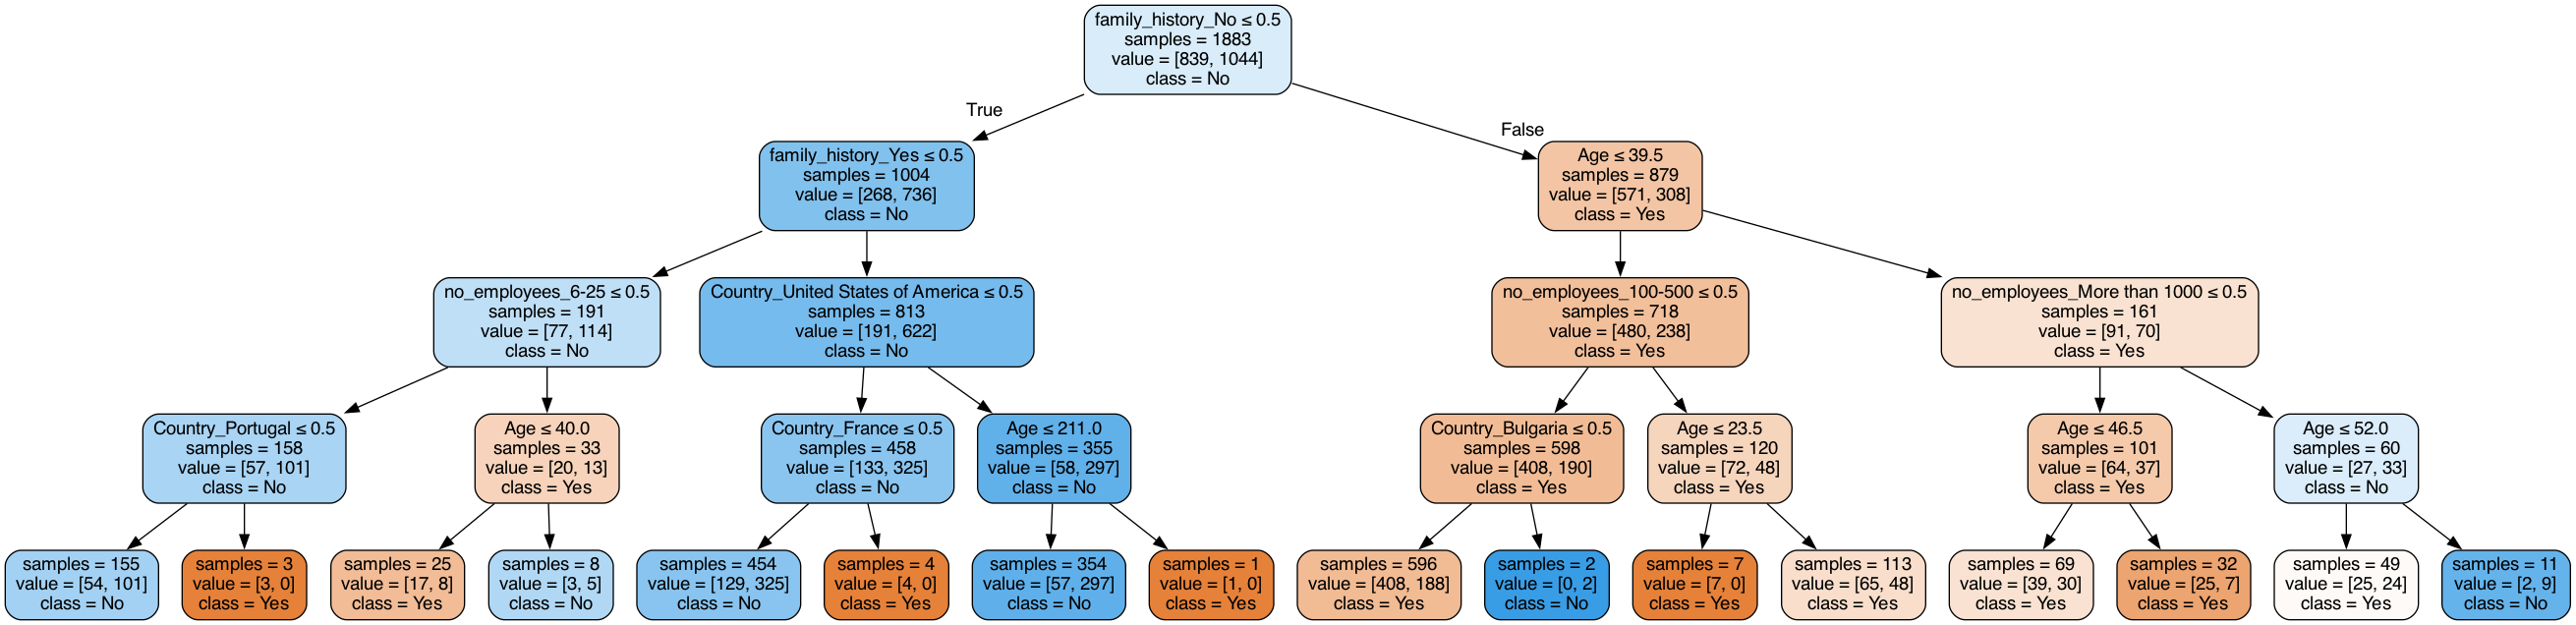 family_history_No ≤ 0.5
samples = 1883
value = [839, 1044]
class = No
True
False
family_history_Yes ≤ 0.5
samples = 1004
value = [268, 736]
class = No
Age ≤ 39.5
samples = 879
value = [571, 308]
class = Yes
no_employees_6-25 ≤ 0.5
samples = 191
value = [77, 114]
class = No
Country_United States of America ≤ 0.5
samples = 813
value = [191, 622]
class = No
no_employees_100-500 ≤ 0.5
samples = 718
value = [480, 238]
class = Yes
no_employees_More than 1000 ≤ 0.5
samples = 161
value = [91, 70]
class = Yes
Country_Portugal ≤ 0.5
samples = 158
value = [57, 101]
class = No
Age ≤ 40.0
samples = 33
value = [20, 13]
class = Yes
Country_France ≤ 0.5
samples = 458
value = [133, 325]
class = No
Age ≤ 211.0
samples = 355
value = [58, 297]
class = No
Country_Bulgaria ≤ 0.5
samples = 598
value = [408, 190]
class = Yes
Age ≤ 23.5
samples = 120
value = [72, 48]
class = Yes
Age ≤ 46.5
samples = 101
value = [64, 37]
class = Yes
Age ≤ 52.0
samples = 60
value = [27, 33]
class = No
samples = 155
value = [54, 101]
class = No
samples = 3
value = [3, 0]
class = Yes
samples = 25
value = [17, 8]
class = Yes
samples = 8
value = [3, 5]
class = No
samples = 454
value = [129, 325]
class = No
samples = 4
value = [4, 0]
class = Yes
samples = 354
value = [57, 297]
class = No
samples = 1
value = [1, 0]
class = Yes
samples = 596
value = [408, 188]
class = Yes
samples = 2
value = [0, 2]
class = No
samples = 7
value = [7, 0]
class = Yes
samples = 113
value = [65, 48]
class = Yes
samples = 69
value = [39, 30]
class = Yes
samples = 32
value = [25, 7]
class = Yes
samples = 49
value = [25, 24]
class = Yes
samples = 11
value = [2, 9]
class = No